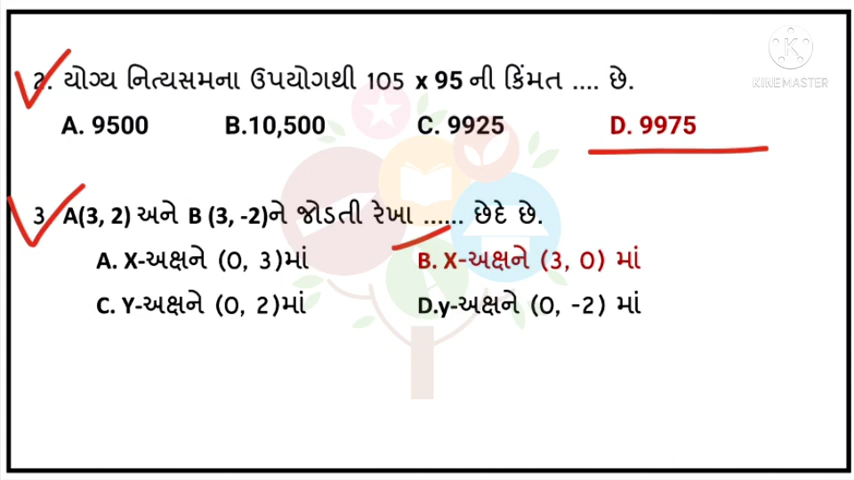 KINEMASTER
2. યોગ્ય નિત્યસમના ઉપયોગથી 105 x 95 ની કિંમત .... છે.
A. 9500 B.10,500 C. 9925 D. 9975
3 A(3, 2) અને B (3, -2)ને જોડતી રેખા ...... છેદે છે.
A. X-અક્ષને (0, 3)માં B. X-અક્ષને (3, 0) માં
C. Y-અક્ષને (0, 2)માં D.y-અક્ષને (0, -2) માં